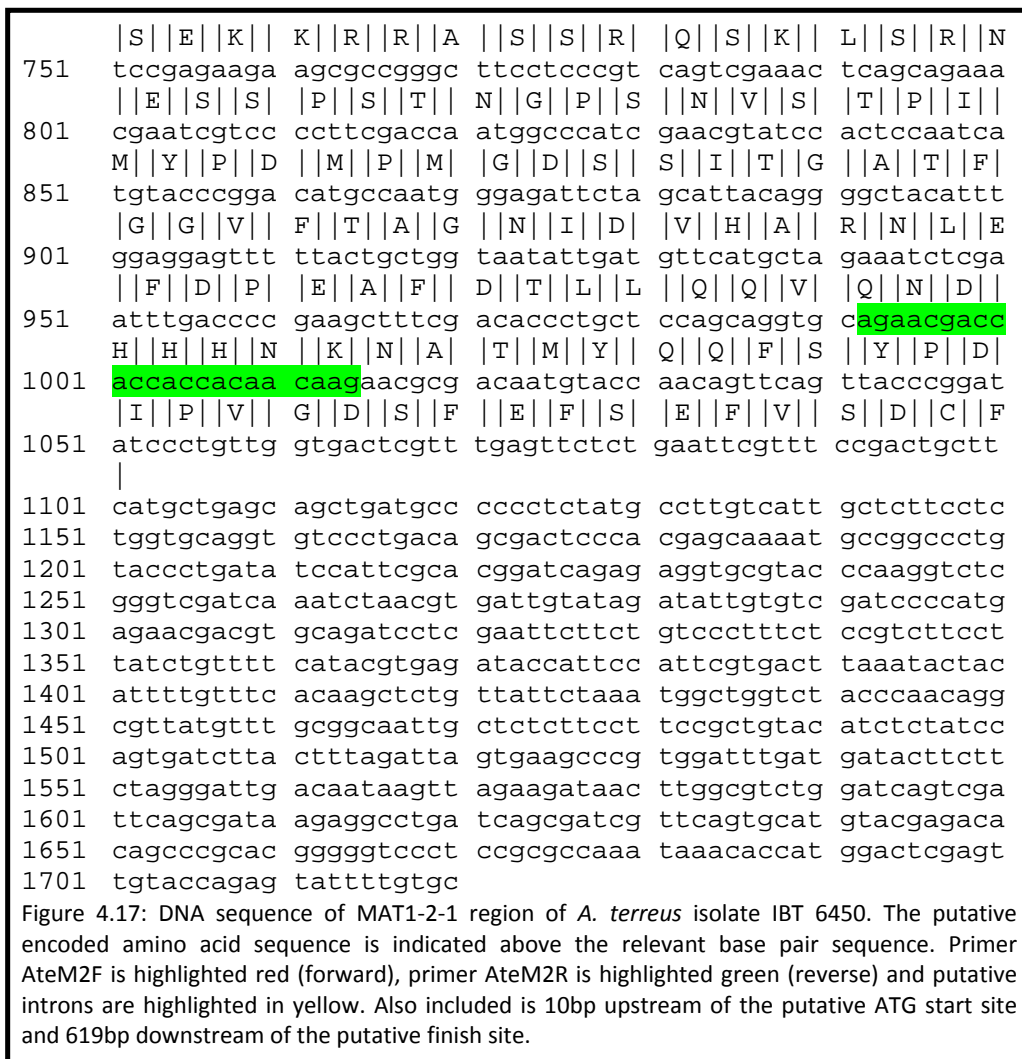 |S||E||K|| K||R||R||A ||S||S||R| |Q||S||K|| L||S||R||N
751 tccgagaaga agcgccgggc ttcctcccgt cagtcgaaac tcagcagaaa
||E||S||S| |P||S||T|| N||G||P||S ||N||V||S| |T||P||I||
801 cgaatcgtcc ccttcgacca atggcccatc gaacgtatcc actccaatca
M||Y||P||D ||M||P||M| |G||D||S|| S||I||T||G ||A||T||F|
851 tgtacccgga catgccaatg ggagattcta gcattacagg ggctacattt
|G||G||V|| F||T||A||G ||N||I||D| |V||H||A|| R||N||L||E
901 ggaggagttt ttactgctgg taatattgat gttcatgcta gaaatctcga
||F||D||P| |E||A||F|| D||T||L||L ||Q||Q||V| |Q||N||D||
951 atttgacccc gaagctttcg acaccctgct ccagcaggtg cagaacgacc
H||H||H||N ||K||N||A| |T||M||Y|| Q||Q||F||S ||Y||P||D|
1001 accaccacaa caagaacgcg acaatgtacc aacagttcag ttacccggat
|I||P||V|| G||D||S||F ||E||F||S| |E||F||V|| S||D||C||F
1051 atccctgttg gtgactcgtt tgagttctct gaattcgttt ccgactgctt
|
1101 catgctgagc agctgatgcc cccctctatg ccttgtcatt gctcttcctc
1151 tggtgcaggt gtccctgaca gcgactccca cgagcaaaat gccggccctg
1201 taccctgata tccattcgca cggatcagag aggtgcgtac ccaaggtctc
1251 gggtcgatca aatctaacgt gattgtatag atattgtgtc gatccccatg
1301 agaacgacgt gcagatcctc gaattcttct gtccctttct ccgtcttcct
1351 tatctgtttt catacgtgag ataccattcc attcgtgact taaatactac
1401 attttgtttc acaagctctg ttattctaaa tggctggtct acccaacagg
1451 cgttatgttt gcggcaattg ctctcttcct tccgctgtac atctctatcc
1501 agtgatctta ctttagatta gtgaagcccg tggatttgat gatacttctt
1551 ctagggattg acaataagtt agaagataac ttggcgtctg gatcagtcga
1601 ttcagcgata agaggcctga tcagcgatcg ttcagtgcat gtacgagaca
1651 cagcccgcac gggggtccct ccgcgccaaa taaacaccat ggactcgagt
1701 tgtaccagag tattttgtgc
Figure 4.17: DNA sequence of MAT1-2-1 region of A. terreus isolate IBT 6450. The putative
encoded amino acid sequence is indicated above the relevant base pair sequence. Primer
AteM2F is highlighted red (forward), primer AteM2R is highlighted green (reverse) and putative
introns are highlighted in yellow. Also included is 10bp upstream of the putative ATG start site
and 619bp downstream of the putative finish site.